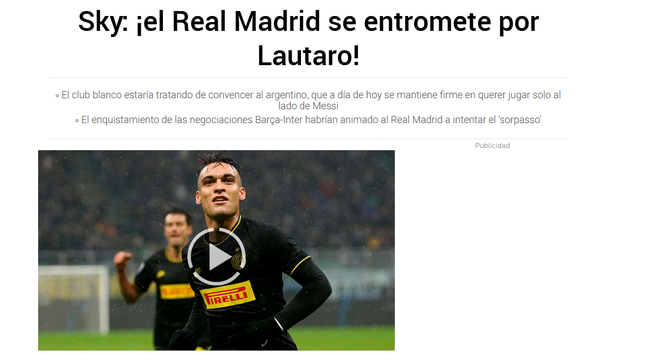 Sky: ¡el Real Madrid se entromete por
Lautaro!
El club blanco estaría tratando de convencer al argentino, que a día de hoy se mantiene firme en querer jugar solo al
lado de Messi
El enquistamiento de las negociaciones Barça-Inter habrían animado al Real Madrid a intentar el 'sorpasso'
Publicidad
PIRELLI